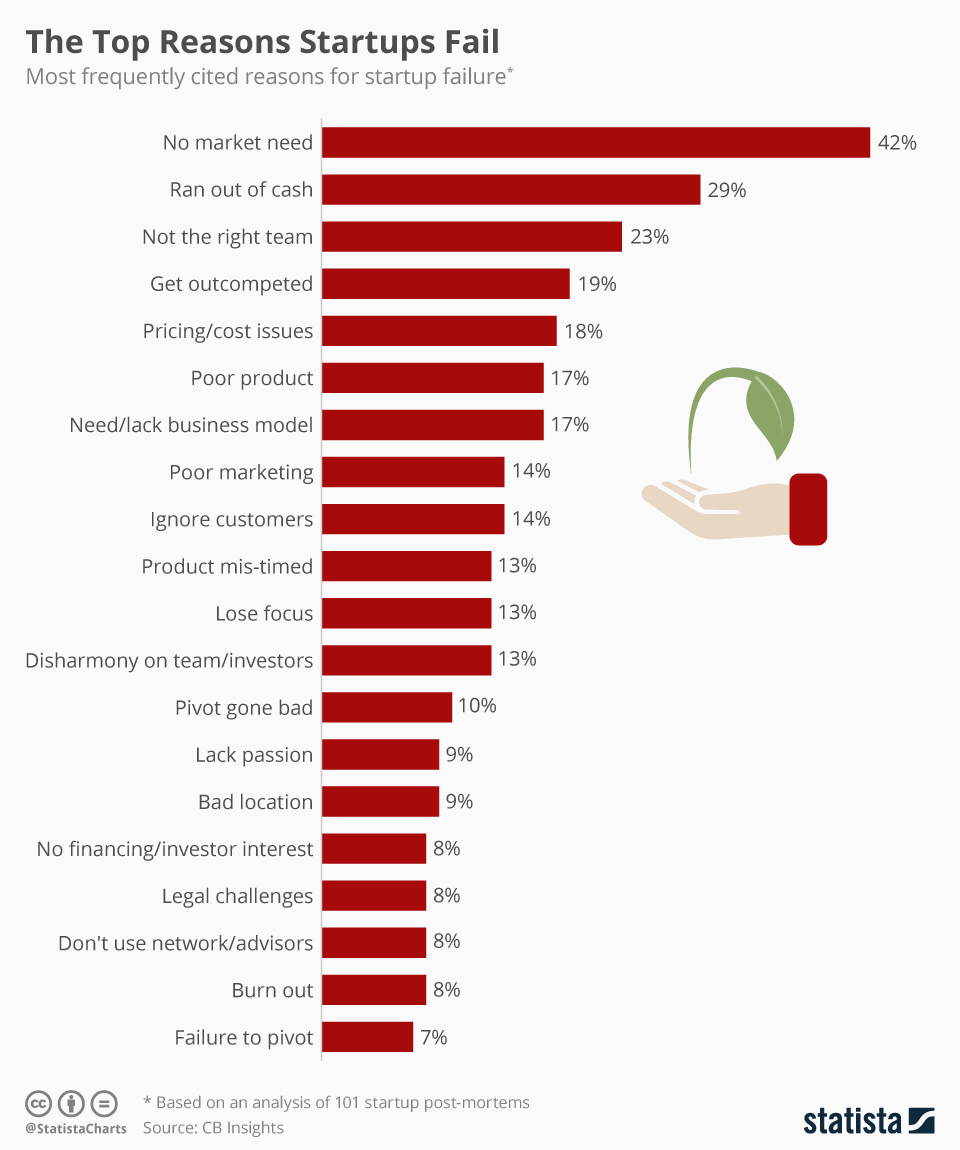 The Top Reasons Startups Fail
Most frequently cited reasons for startup failure*
No market need 42%
Ran out of cash 29%
Not the right team 23%
Get outcompeted 19%
Pricing/cost issues 18%
Poor product 17%
Need/lack business model 17%
Poor marketing 14%
Ignore customers 14%
Product mis-timed 13%
Lose focus 13%
Disharmony on team/investors 13%
Pivot gone bad 10%
Lack passion 9%
Bad location 9%
No financing/investor interest 8%
Legal challenges 8%
Don't use network/advisors 8%
Burn out 8%
Failure to pivot 7%
cc
@StatistaCharts
* Based on an analysis of 101 startup post-mortems
Source: CB Insights
statista